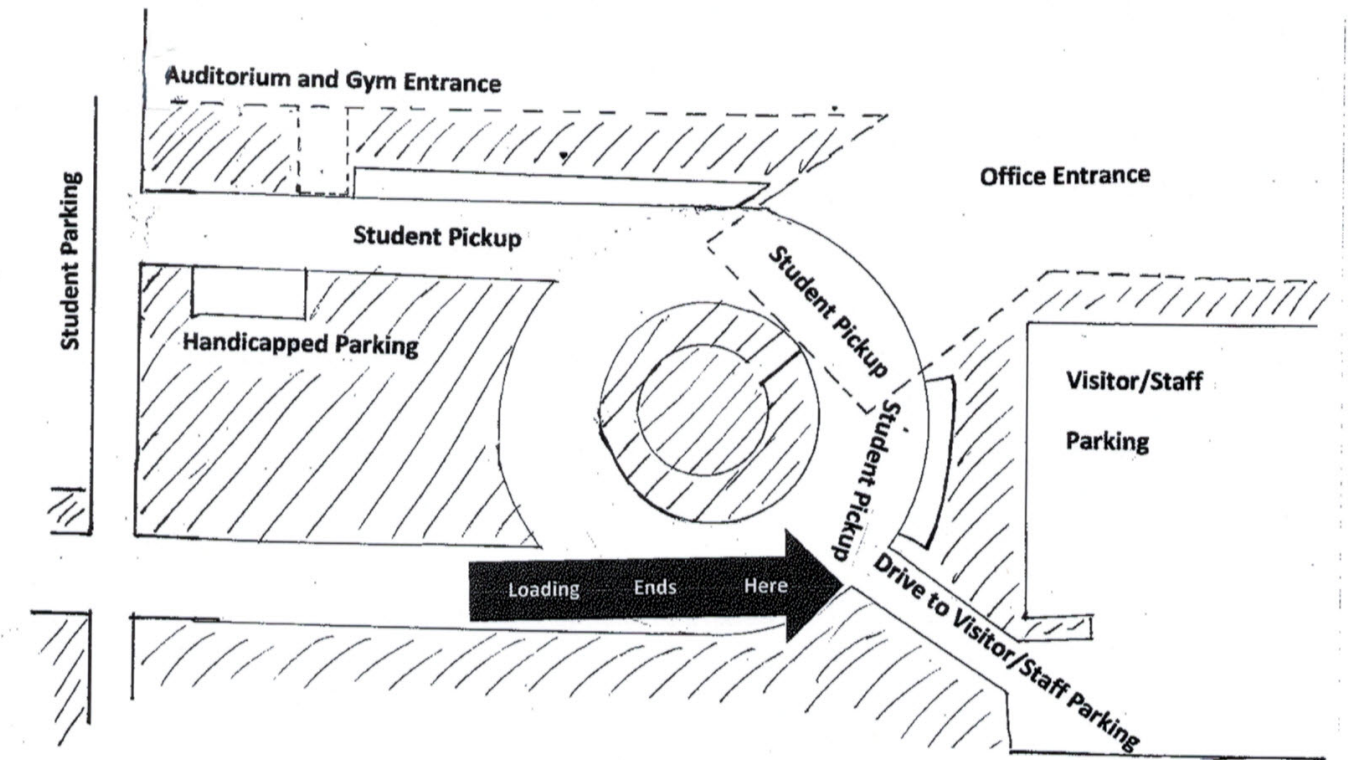 Auditorium and Gym Entrance
Office Entrance
Student Parking
Student Pickup
Student Pickup
Handicapped Parking
Visitor/Staff
Parking
Student Pickup
Loading Ends Here
Drive to Visitor/Staff Parking